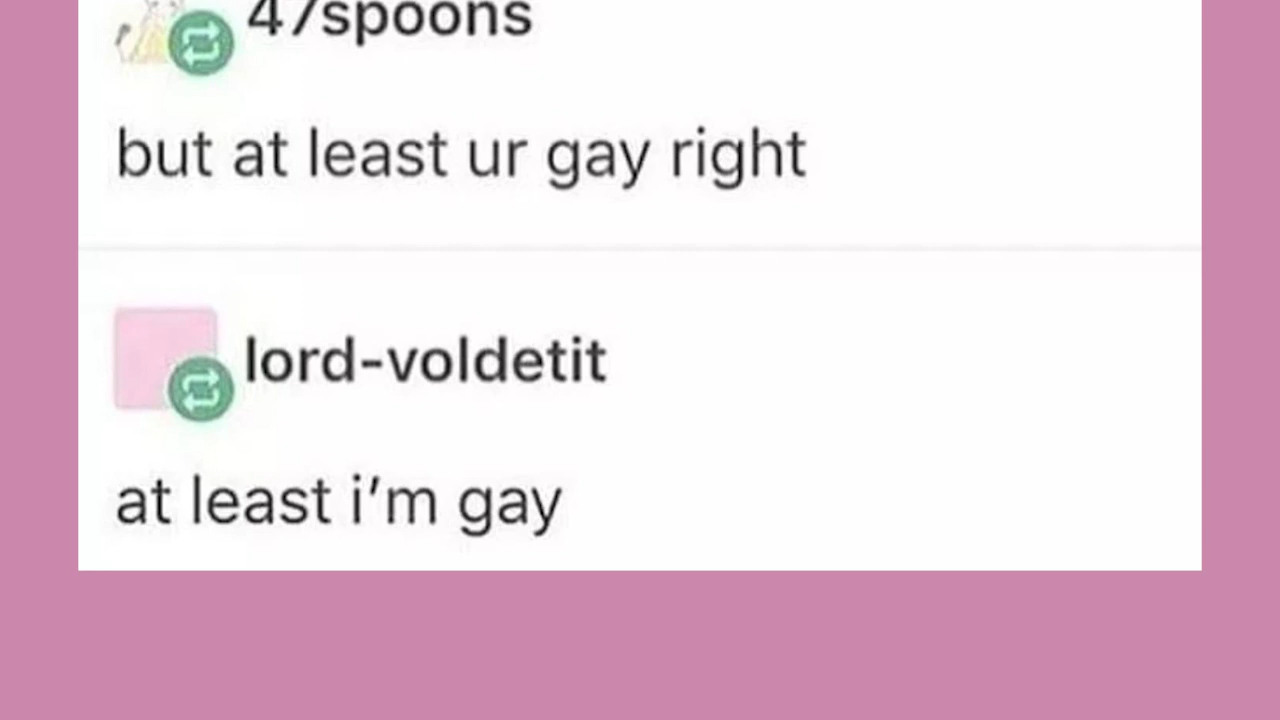 47spoons
but at least ur gay right
lord-voldetit
at least i’m gay